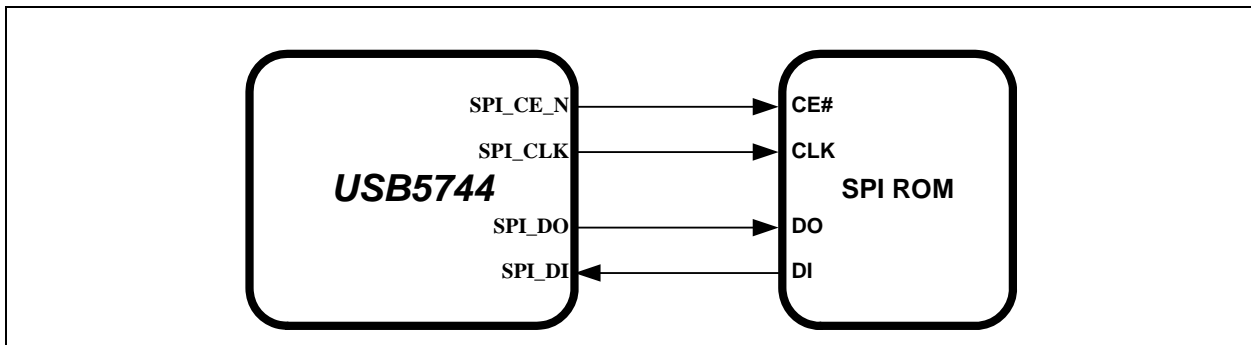 SPI_CE_N CE#
SPI_CLK CLK
USB5744 SPI ROM
SPI_DO DO
SPI_DI DI